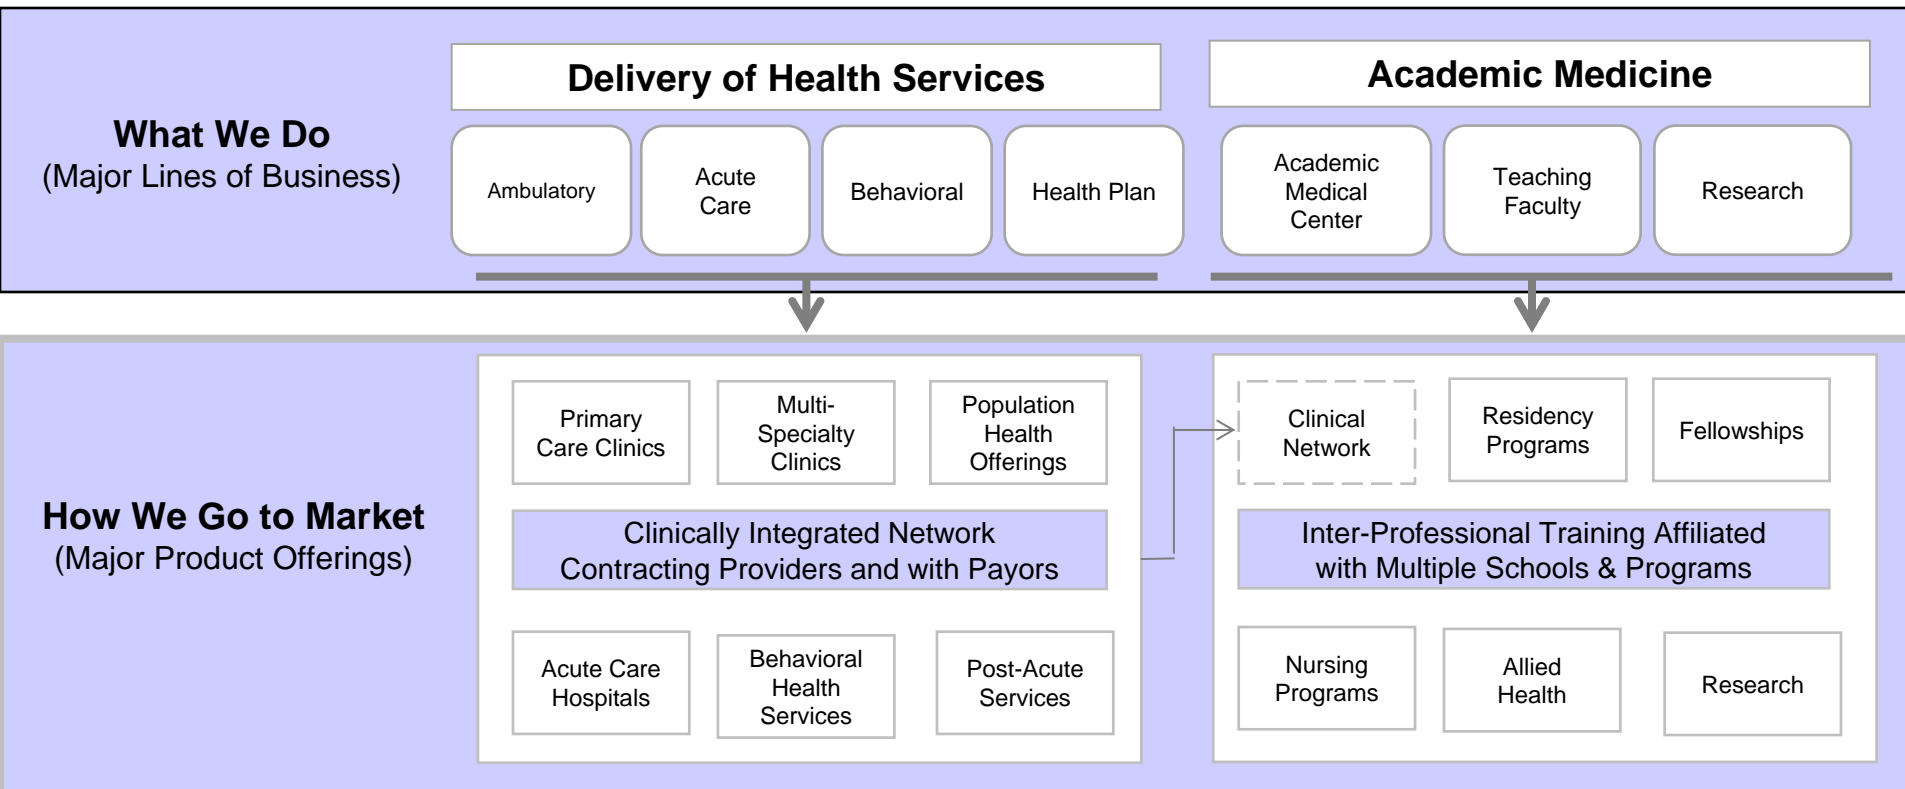 What We Do
(Major Lines of Business)
Delivery of Health Services
Ambulatory
Acute
Care
Behavioral
Health Plan
Academic Medicine
Academic
Medical
Center
Teaching
Faculty
Research
How We Go to Market
(Major Product Offerings)
Primary
Care Clinics
Multi-
Specialty
Clinics
Population
Health
Offerings
Clinically Integrated Network
Contracting Providers and with Payors
Acute Care
Hospitals
Behavioral
Health
Services
Post-Acute
Services
Clinical
Network
Residency
Programs
Fellowships
Inter-Professional Training Affiliated
with Multiple Schools & Programs
Nursing
Programs
Allied
Health
Research